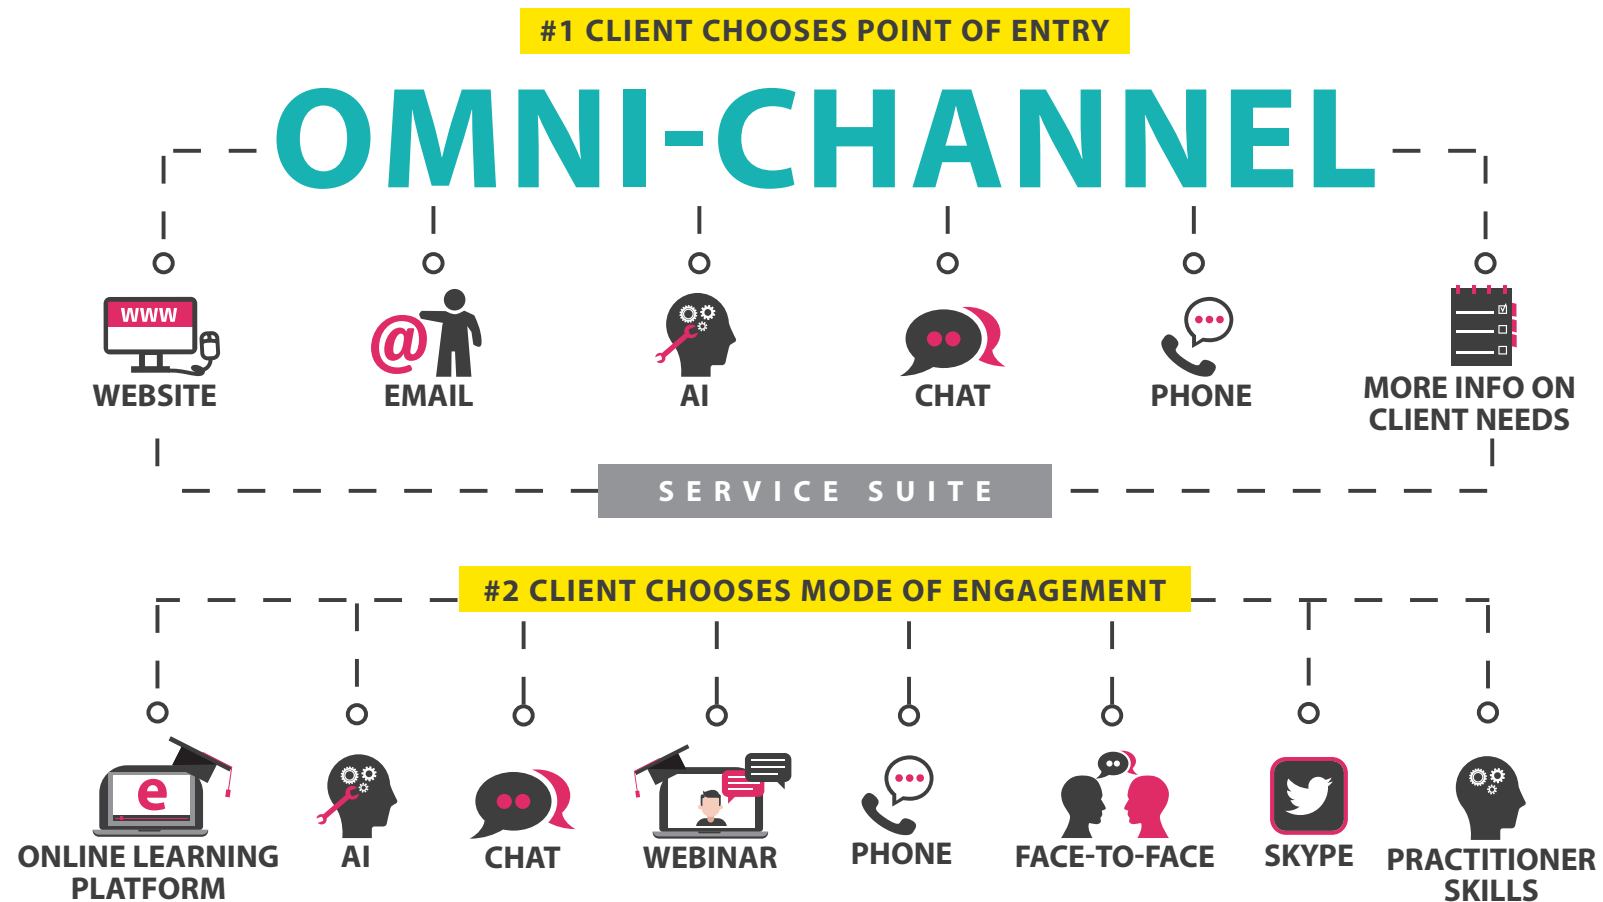 #1 CLIENT CHOOSES POINT OF ENTRY
OMNI-CHANNEL
www
@
WEBSITE
EMAIL
AI
CHAT
PHONE
MORE INFO ON
CLIENT NEEDS
SERVICE SUITE
#2 CLIENT CHOOSES MODE OF ENGAGEMENT
e
ONLINE LEARNING
PLATFORM
AI
CHAT
WEBINAR
PHONE
FACE-TO-FACE
SKYPE
PRACTITIONER
SKILLS